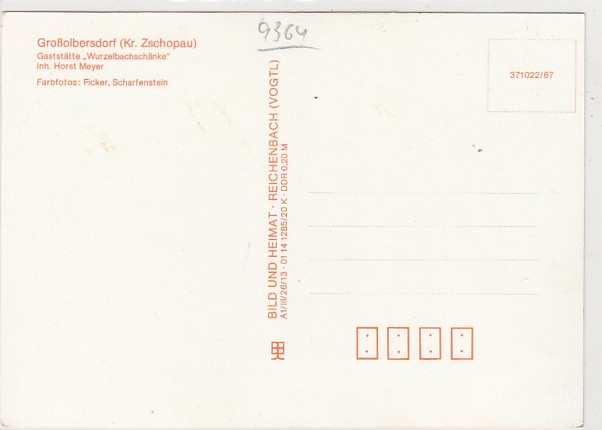 9364
Großolbersdorf (Kr. Zschopau)
Gaststätte „Wurzelbachschänke"
Inh. Horst Meyer
Farbfotos: Ficker, Scharfenstein
371022/87
BILD UND HEIMAT · REICHENBACH (VOGTL)
A1/III/26/13 · 01 14 1285/20 K · DDR 0,20 M